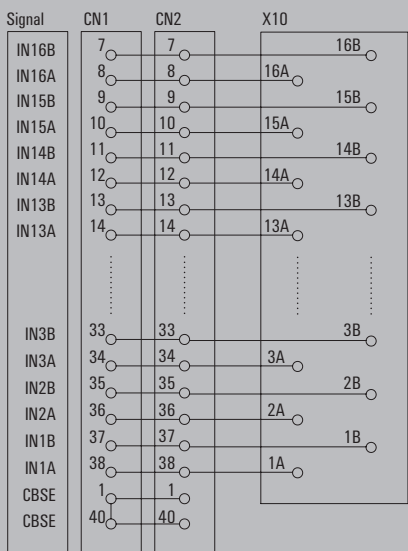 Signal CN1 CN2 X10
IN16B 7 7 16B
IN16A 8 8 16A
IN15B 9 9 15B
IN15A 10 10 15A
IN14B 11 11 14B
IN14A 12 12 14A
IN13B 13 13 13B
IN13A 14 14 13A
IN3B 33 33 3B
IN3A 34 34 3A
IN2B 35 35 2B
IN2A 36 36 2A
IN1B 37 37 1B
IN1A 38 38 1A
CBSE 1 1
CBSE 40 40